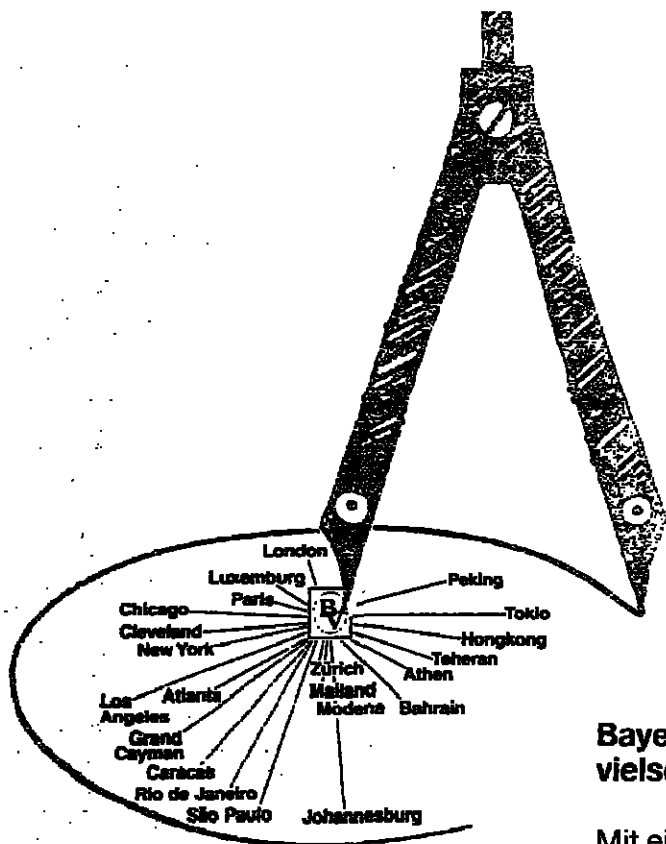 London
Luxemburg
Paris
Peking
Chicago
Tokio
Cleveland
Hongkong
New York
Teheran
Zürich
Athen
Atlanta
Mailand
Los
Angeles
Modena
Bahrain
Grand
Cayman
Caracas
Rio de Janeiro
São Paulo
Johannesburg
Baye
vielse
Mit ei